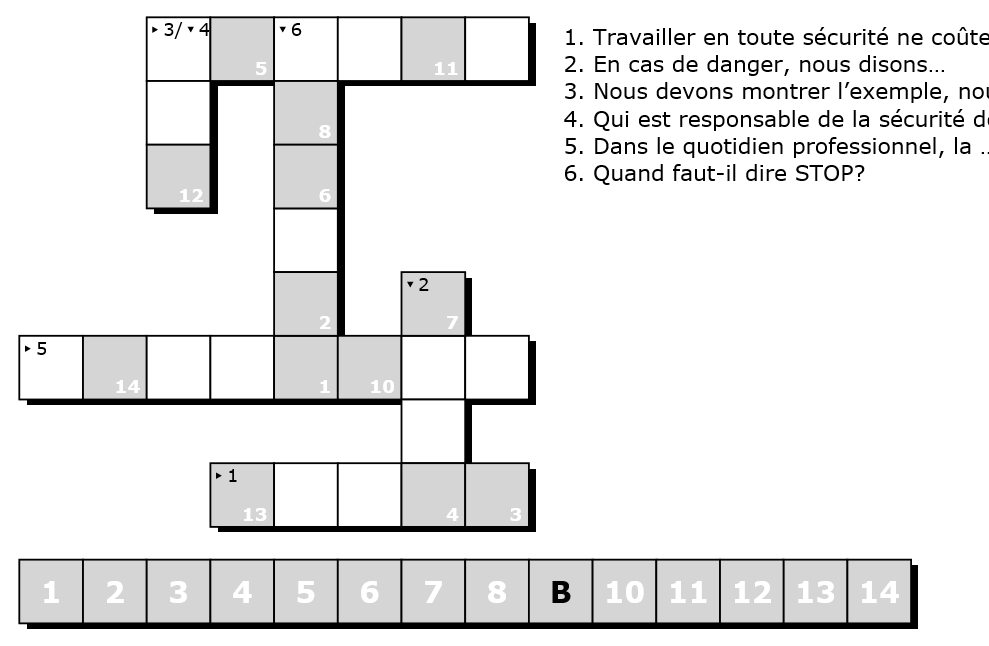 ▸ 3/ ▾ 4
5
▾ 6
11
1. Travailler en toute sécurité ne coûte
2. En cas de danger, nous disons…
3. Nous devons montrer l’exemple, nou
4. Qui est responsable de la sécurité de
5. Dans le quotidien professionnel, la …
6. Quand faut-il dire STOP?
8
12
6
2
▾ 2
7
▸ 5
14
1
10
▸ 1
13
4
3
1 2 3 4 5 6 7 8 B 10 11 12 13 14